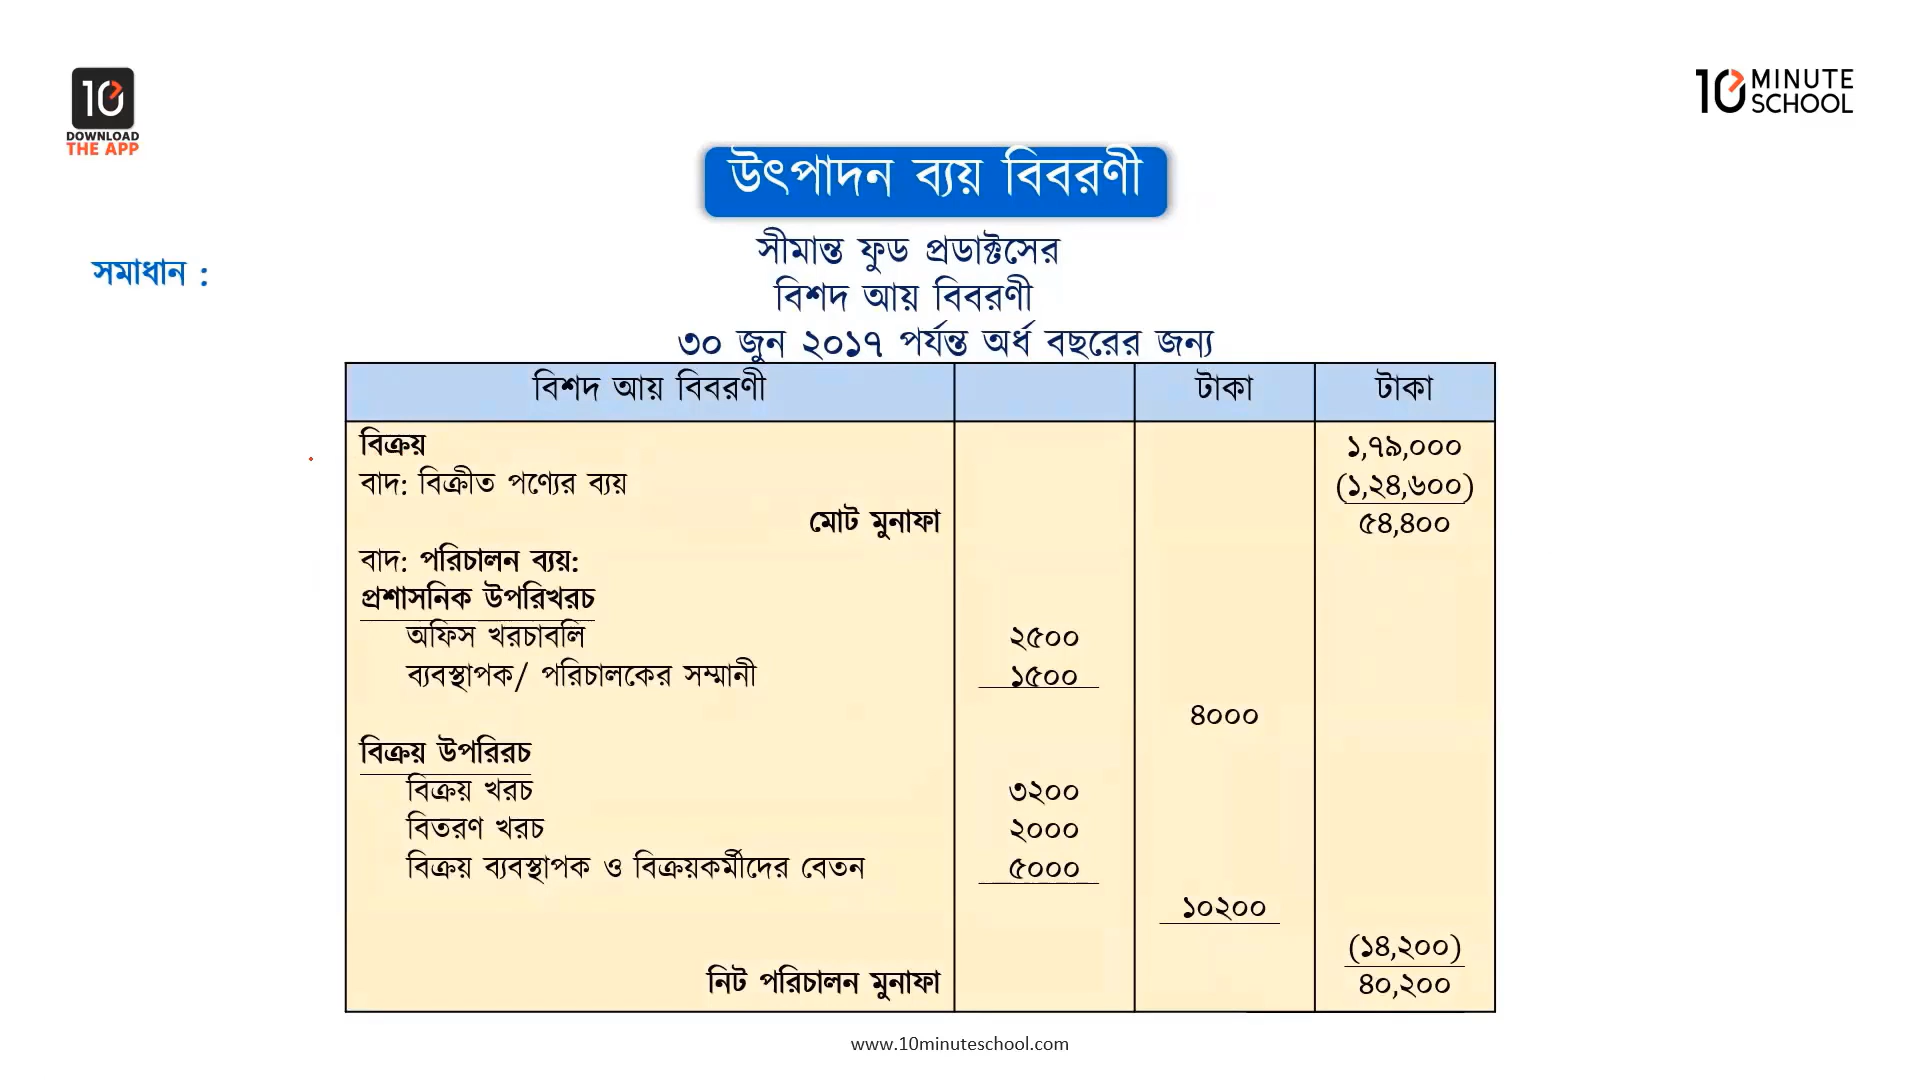 10
DOWNLOAD
THE APP
10 MINUTE
SCHOOL
উৎপাদন ব্যয় বিবরণী
সমাধান :
সীমান্ত ফুড প্রডাক্টসের
বিশদ আয় বিবরণী
৩০ জুন ২০১৭ পর্যন্ত অর্ধ বছরের জন্য
বিশদ আয় বিবরণী টাকা টাকা
বিক্রয় ১,৭৯,০০০
বাদ: বিক্রীত পণ্যের ব্যয় (১,২৪,৬০০)
মোট মুনাফা ৫৪,৪০০
বাদ: পরিচালন ব্যয়:
প্রশাসনিক উপরিখরচ
অফিস খরচাবলি ২৫০০
ব্যবস্থাপক/ পরিচালকের সম্মানী ১৫০০
৪০০০
বিক্রয় উপরিরচ
বিক্রয় খরচ ৩২০০
বিতরণ খরচ ২০০০
বিক্রয় ব্যবস্থাপক ও বিক্রয়কর্মীদের বেতন ৫০০০
১০২০০
(১৪,২০০)
নিট পরিচালন মুনাফা ৪০,২০০
www.10minuteschool.com